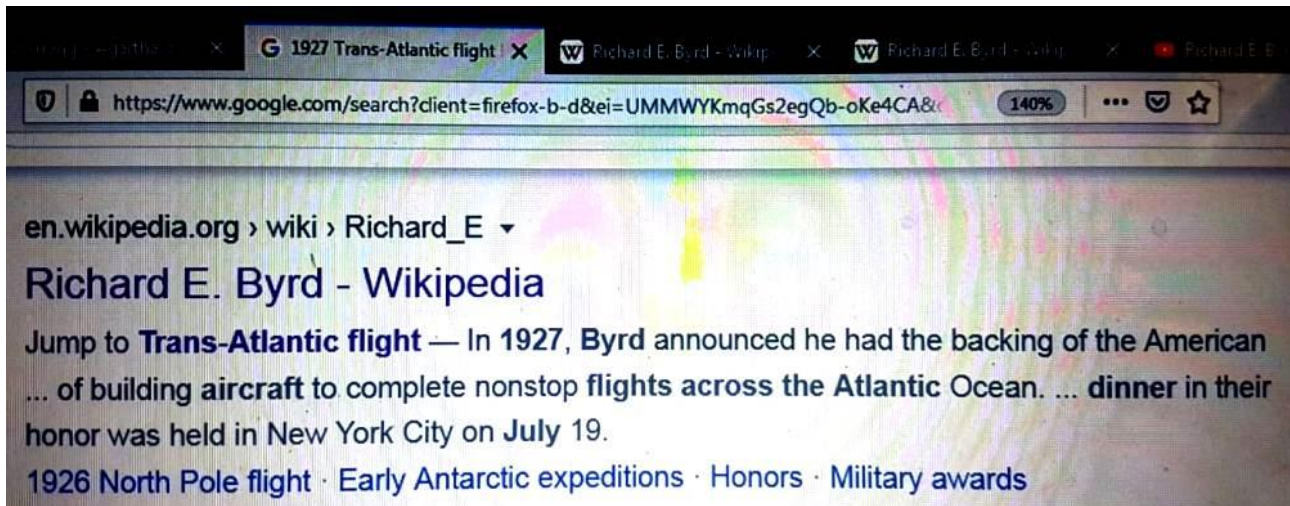 1927 Trans-Atlantic flight
Richard E. Byrd - Wikip
Richard E. Byrd - Wikip
Richard E. B
https://www.google.com/search?client=firefox-b-d&ei=UMMWYKmqGs2egQb-oKe4CA&
140%
en.wikipedia.org › wiki › Richard_E
Richard E. Byrd - Wikipedia
Jump to Trans-Atlantic flight — In 1927, Byrd announced he had the backing of the American
... of building aircraft to complete nonstop flights across the Atlantic Ocean. ... dinner in their
honor was held in New York City on July 19.
1926 North Pole flight · Early Antarctic expeditions · Honors · Military awards